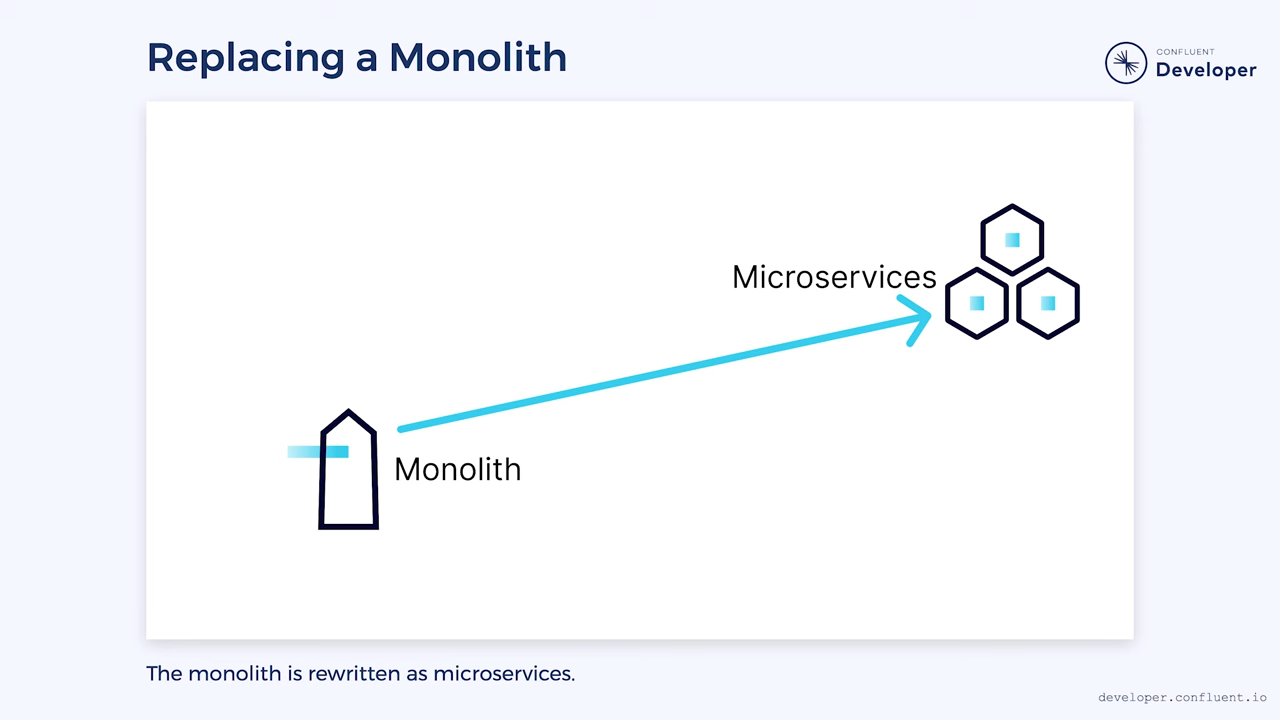 Replacing a Monolith
CONFLUENT
Developer
Microservices
Monolith
The monolith is rewritten as microservices.
developer.confluent.io